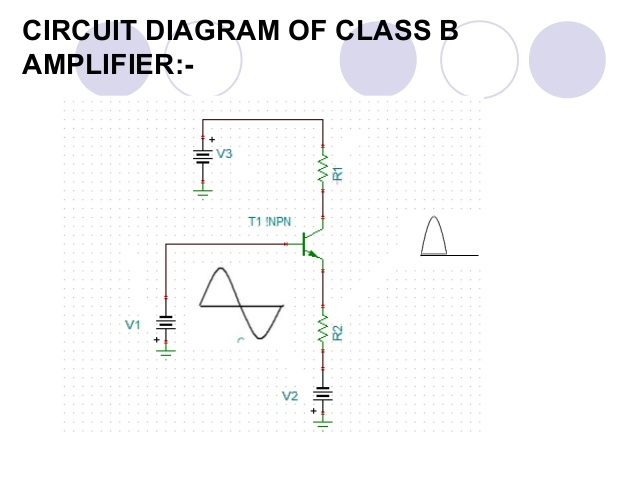 CIRCUIT DIAGRAM OF CLASS B
AMPLIFIER:-
+
V3
R1
T1 !NPN
V1
+
R2
V2
+